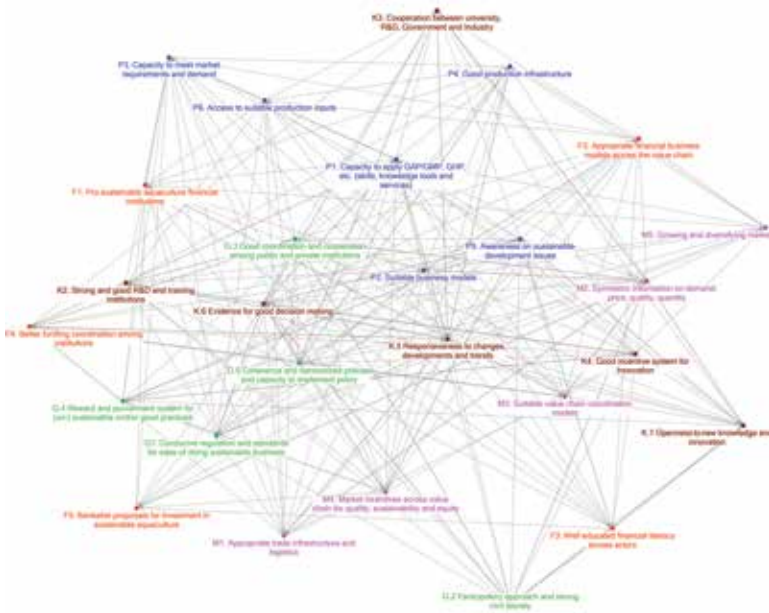 K3. Cooperation between university,
R&D, Government and Industry
P3. Capacity to meet market
requirements and demand
P4. Good production infrastructure
P6. Access to suitable production inputs
F2. Appropriate financial business
models across the value chain
P1. Capacity to apply GAP/GMP, GHP,
etc. (skills, knowledge tools and
services)
F1. Pro sustainable aquaculture financial
institutions
M5. Growing and diversifying market
G.3 Good coordination and cooperation
among public and private institutions
P5. Awareness on sustainable
development issues
P2. Suitable business models
K2. Strong and good R&D and training
institutions
M2. Symmetric information on demand
price, quality, quantity
K.6 Evidence for good decision making
F4. Better funding coordination among
institutions
K.5 Responsiveness to changes,
developments and trends
K4. Good incentive system for
innovation
G.5 Coherence and harmonized policies
and capacity to implement policy
G.4 Reward and punishment system for
(un) sustainable and/or good practices
M3. Suitable value chain coordination
models
K.1 Openness to new knowledge and
innovation
G1. Conducive regulation and standards
for ease of doing sustainable business
M4. Market incentives across value
chain for quality, sustainability and equity
F5. Bankable proposals for investment in
sustainable aquaculture
M1. Appropriate trade infrastructure and
logistics
F3. Well educated financial literacy
across actors
G.2 Participatory approach and strong
civil society